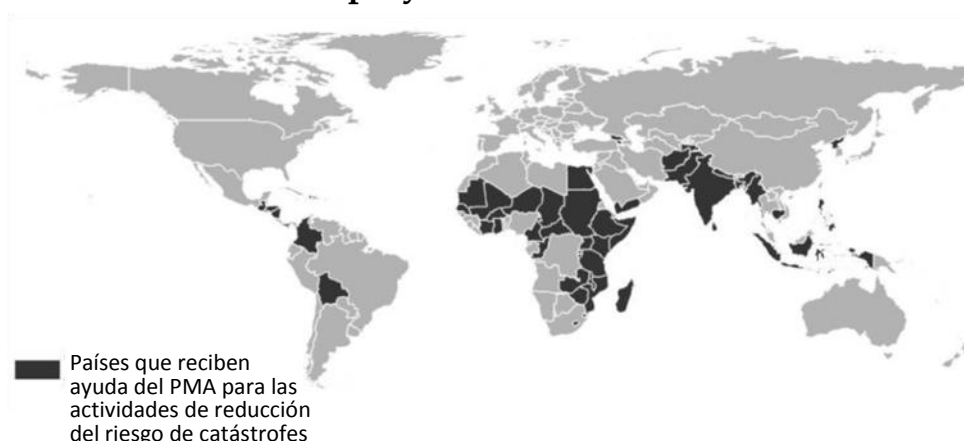 Países que reciben
ayuda del PMA para las
actividades de reducción
del riesgo de catástrofes